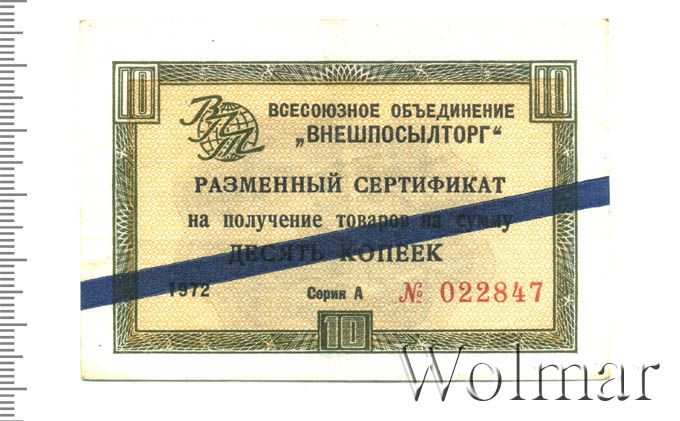 10 10
ВПТ
ВСЕСОЮЗНОЕ ОБЪЕДИНЕНИЕ
„ВНЕШПОСЫЛТОРГ“
РАЗМЕННЫЙ СЕРТИФИКАТ
на получение товаров на сумму
ДЕСЯТЬ КОПЕЕК
1972 Серия А № 022847
10
Wolmar